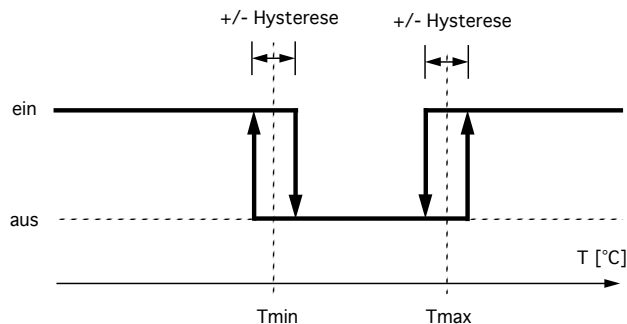 +/- Hysterese
+/- Hysterese
ein
aus
T [°C]
Tmin
Tmax